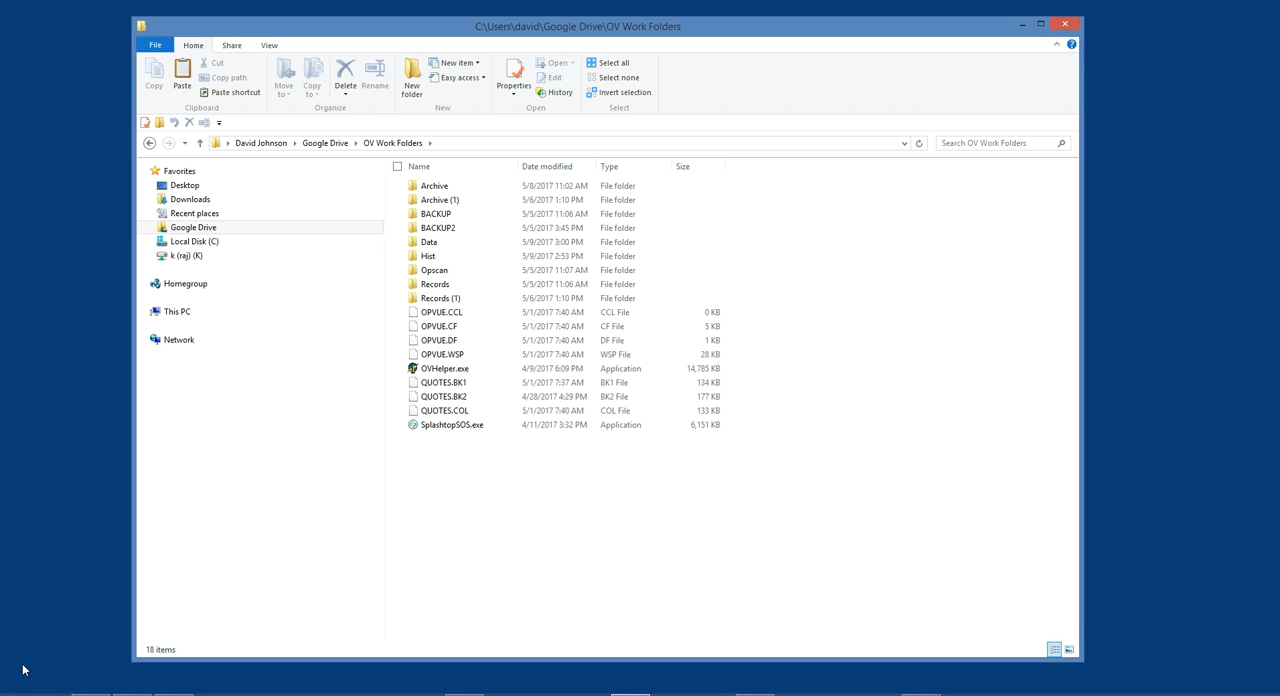 C:\Users\david\Google Drive\OV Work Folders
File Home Share View
Copy Paste Cut Copy path Paste shortcut
Clipboard
Move to Copy to Delete Rename
Organize
New folder New item Easy access
New
Properties Open Edit History
Open
Select all Select none Invert selection
Select
David Johnson Google Drive OV Work Folders
Search OV Work Folders
Favorites
Desktop
Downloads
Recent places
Google Drive
Local Disk (C)
k (raj) (K)
Homegroup
This PC
Network
Name Date modified Type Size
Archive 5/8/2017 11:02 AM File folder
Archive (1) 5/6/2017 1:10 PM File folder
BACKUP 5/5/2017 11:06 AM File folder
BACKUP2 5/5/2017 3:45 PM File folder
Data 5/9/2017 3:00 PM File folder
Hist 5/9/2017 2:53 PM File folder
Opscan 5/5/2017 11:07 AM File folder
Records 5/5/2017 11:06 AM File folder
Records (1) 5/6/2017 1:10 PM File folder
OPVUE.CCL 5/1/2017 7:40 AM CCL File 0 KB
OPVUE.CF 5/1/2017 7:40 AM CF File 5 KB
OPVUE.DF 5/1/2017 7:40 AM DF File 1 KB
OPVUE.WSP 5/1/2017 7:40 AM WSP File 28 KB
OVHelper.exe 4/9/2017 6:09 PM Application 14,785 KB
QUOTES.BK1 5/1/2017 7:37 AM BK1 File 134 KB
QUOTES.BK2 4/28/2017 4:29 PM BK2 File 177 KB
QUOTES.COL 5/1/2017 7:40 AM COL File 133 KB
SplashtopSOS.exe 4/11/2017 3:32 PM Application 6,151 KB
18 items